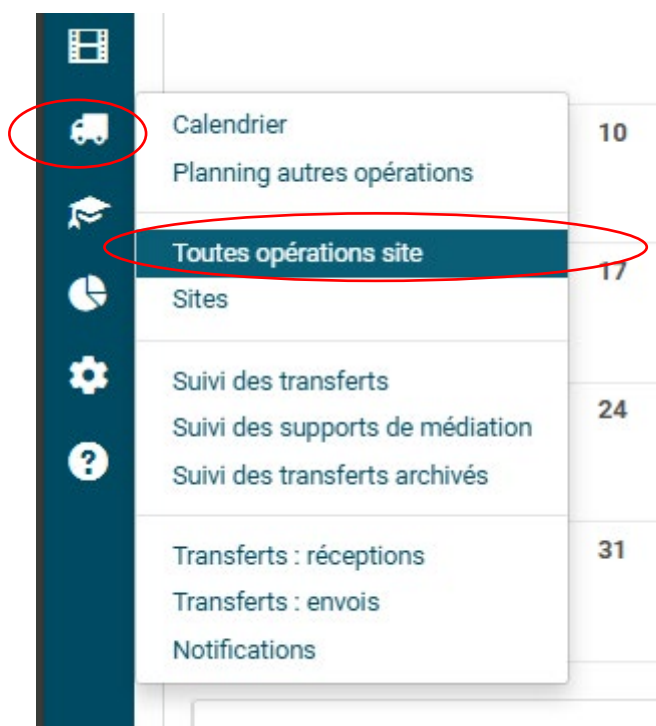 Calendrier
10
Planning autres opérations
Toutes opérations site
17
Sites
Suivi des transferts
24
Suivi des supports de médiation
?
Suivi des transferts archivés
Transferts : réceptions
31
Transferts : envois
Notifications